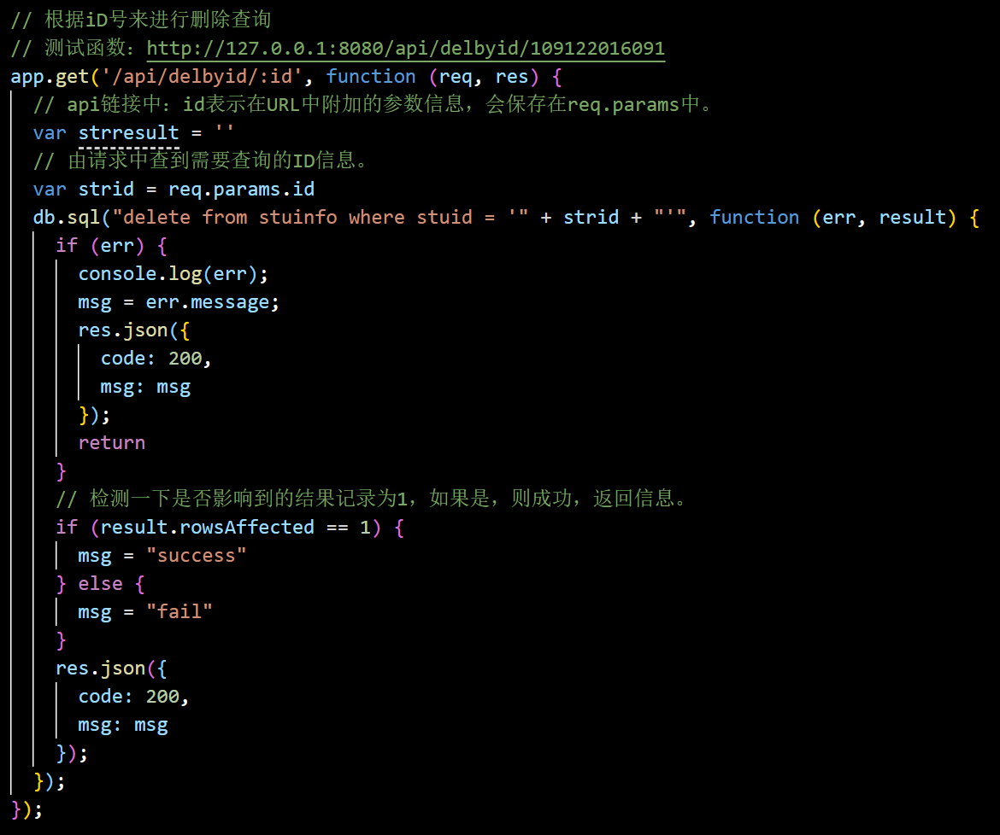 // 根据iD号来进行删除查询
// 测试函数：http://127.0.0.1:8080/api/delbyid/109122016091
app.get('/api/delbyid/:id', function (req, res) {
  // api链接中：id表示在URL中附加的参数信息，会保存在req.params中。
  var strresult = ''
  // 由请求中查到需要查询的ID信息。
  var strid = req.params.id
  db.sql("delete from stuinfo where stuid = '" + strid + "'", function (err, result) {
    if (err) {
      console.log(err);
      msg = err.message;
      res.json({
        code: 200,
        msg: msg
      });
      return
    }
    // 检测一下是否影响到的结果记录为1，如果是，则成功，返回信息。
    if (result.rowsAffected == 1) {
      msg = "success"
    } else {
      msg = "fail"
    }
    res.json({
      code: 200,
      msg: msg
    });
  });
});